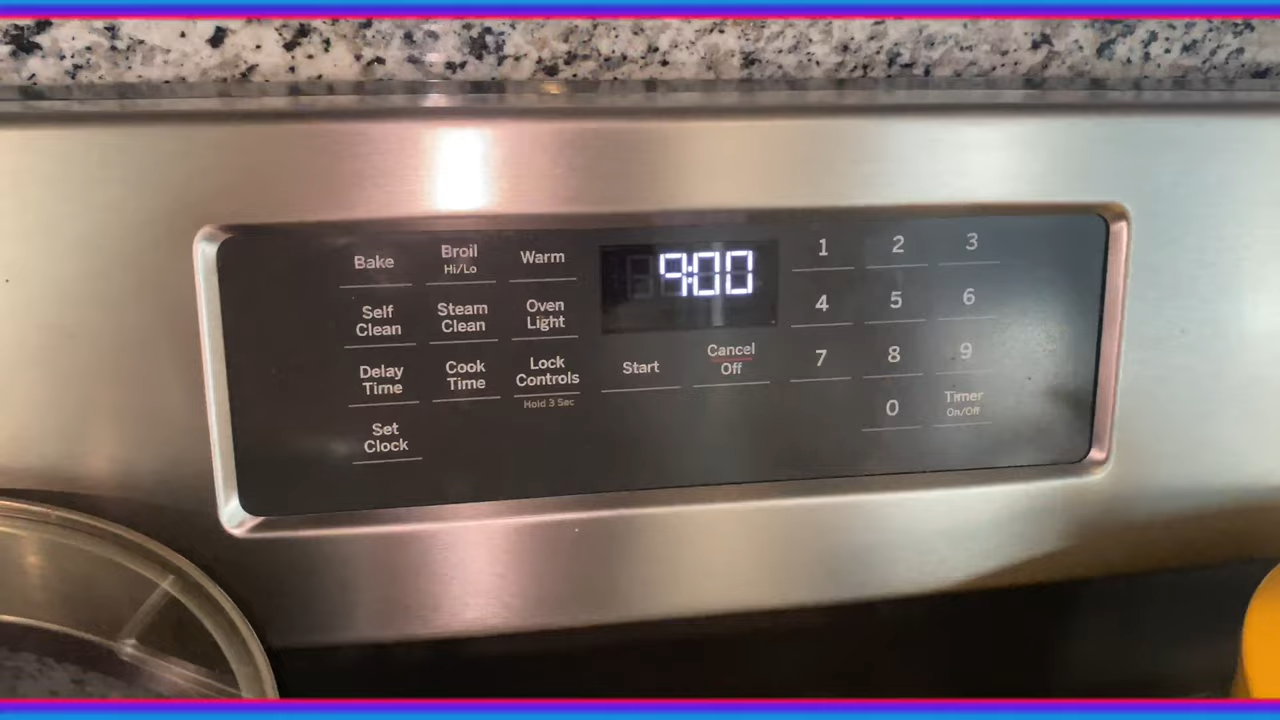 Bake
Broil
Hi/Lo
Warm
9:00
1
2
3
Self
Clean
Steam
Clean
Oven
Light
4
5
6
Delay
Time
Cook
Time
Lock
Controls
Hold 3 Sec
Start
Cancel
Off
7
8
9
Set
Clock
0
Timer
On/Off